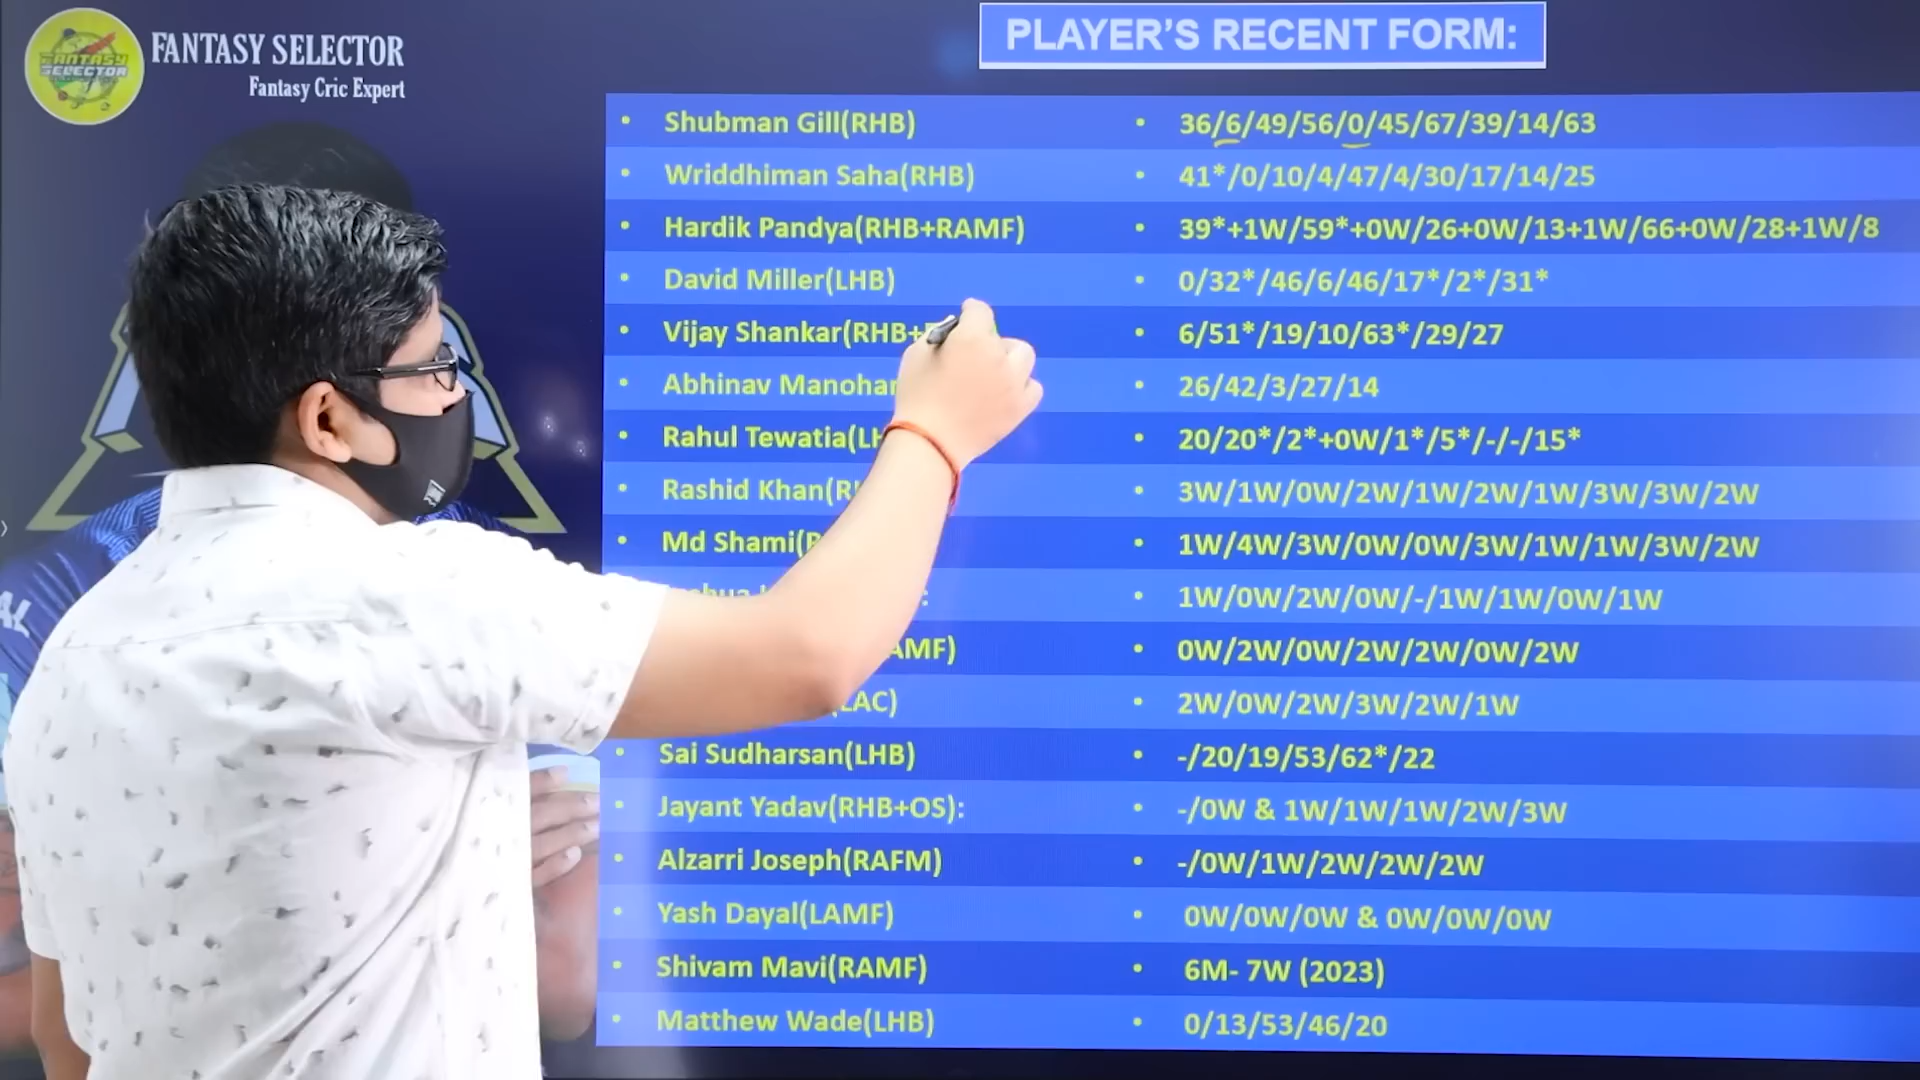 FANTASY SELECTOR
Fantasy Cric Expert
FANTASY
SELECTOR
PLAYER'S RECENT FORM:
• Shubman Gill(RHB) • 36/6/49/56/0/45/67/39/14/63
• Wriddhiman Saha(RHB) • 41*/0/10/4/47/4/30/17/14/25
• Hardik Pandya(RHB+RAMF) • 39*+1W/59*+0W/26+0W/13+1W/66+0W/28+1W/8
• David Miller(LHB) • 0/32*/46/6/46/17*/2*/31*
• Vijay Shankar(RHB+ • 6/51*/19/10/63*/29/27
• Abhinav Manohar • 26/42/3/27/14
• Rahul Tewatia(LH • 20/20*/2*+0W/1*/5*/-/-/15*
• Rashid Khan(R • 3W/1W/0W/2W/1W/2W/1W/3W/3W/2W
• Md Shami( • 1W/4W/3W/0W/0W/3W/1W/1W/3W/2W
: • 1W/0W/2W/0W/-/1W/1W/0W/1W
AMF) • 0W/2W/0W/2W/2W/0W/2W
(LAC) • 2W/0W/2W/3W/2W/1W
• Sai Sudharsan(LHB) • -/20/19/53/62*/22
• Jayant Yadav(RHB+OS): • -/0W & 1W/1W/1W/2W/3W
• Alzarri Joseph(RAFM) • -/0W/1W/2W/2W/2W
• Yash Dayal(LAMF) • 0W/0W/0W & 0W/0W/0W
• Shivam Mavi(RAMF) • 6M- 7W (2023)
• Matthew Wade(LHB) • 0/13/53/46/20